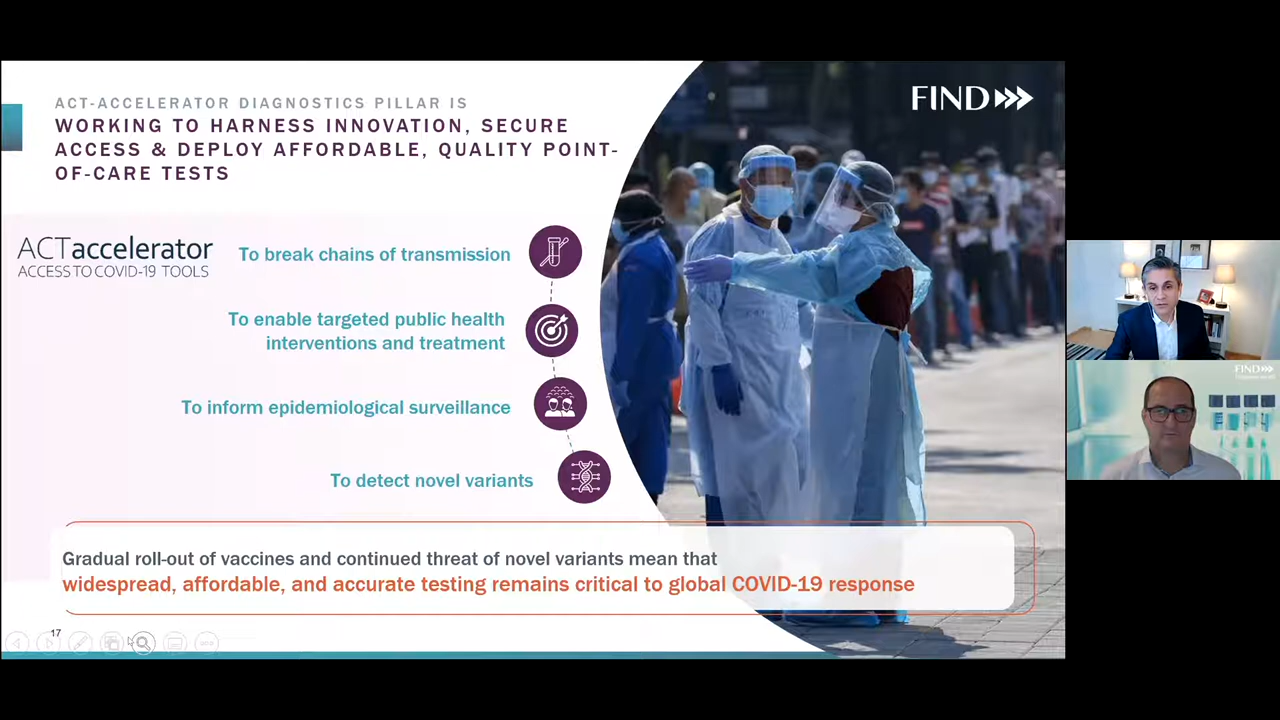 ACT-ACCELERATOR DIAGNOSTICS PILLAR IS
WORKING TO HARNESS INNOVATION, SECURE
ACCESS & DEPLOY AFFORDABLE, QUALITY POINT-
OF-CARE TESTS
FIND
ACTaccelerator
ACCESS TO COVID-19 TOOLS
To break chains of transmission
To enable targeted public health
interventions and treatment
To inform epidemiological surveillance
To detect novel variants
Gradual roll-out of vaccines and continued threat of novel variants mean that
widespread, affordable, and accurate testing remains critical to global COVID-19 response
17
FIND